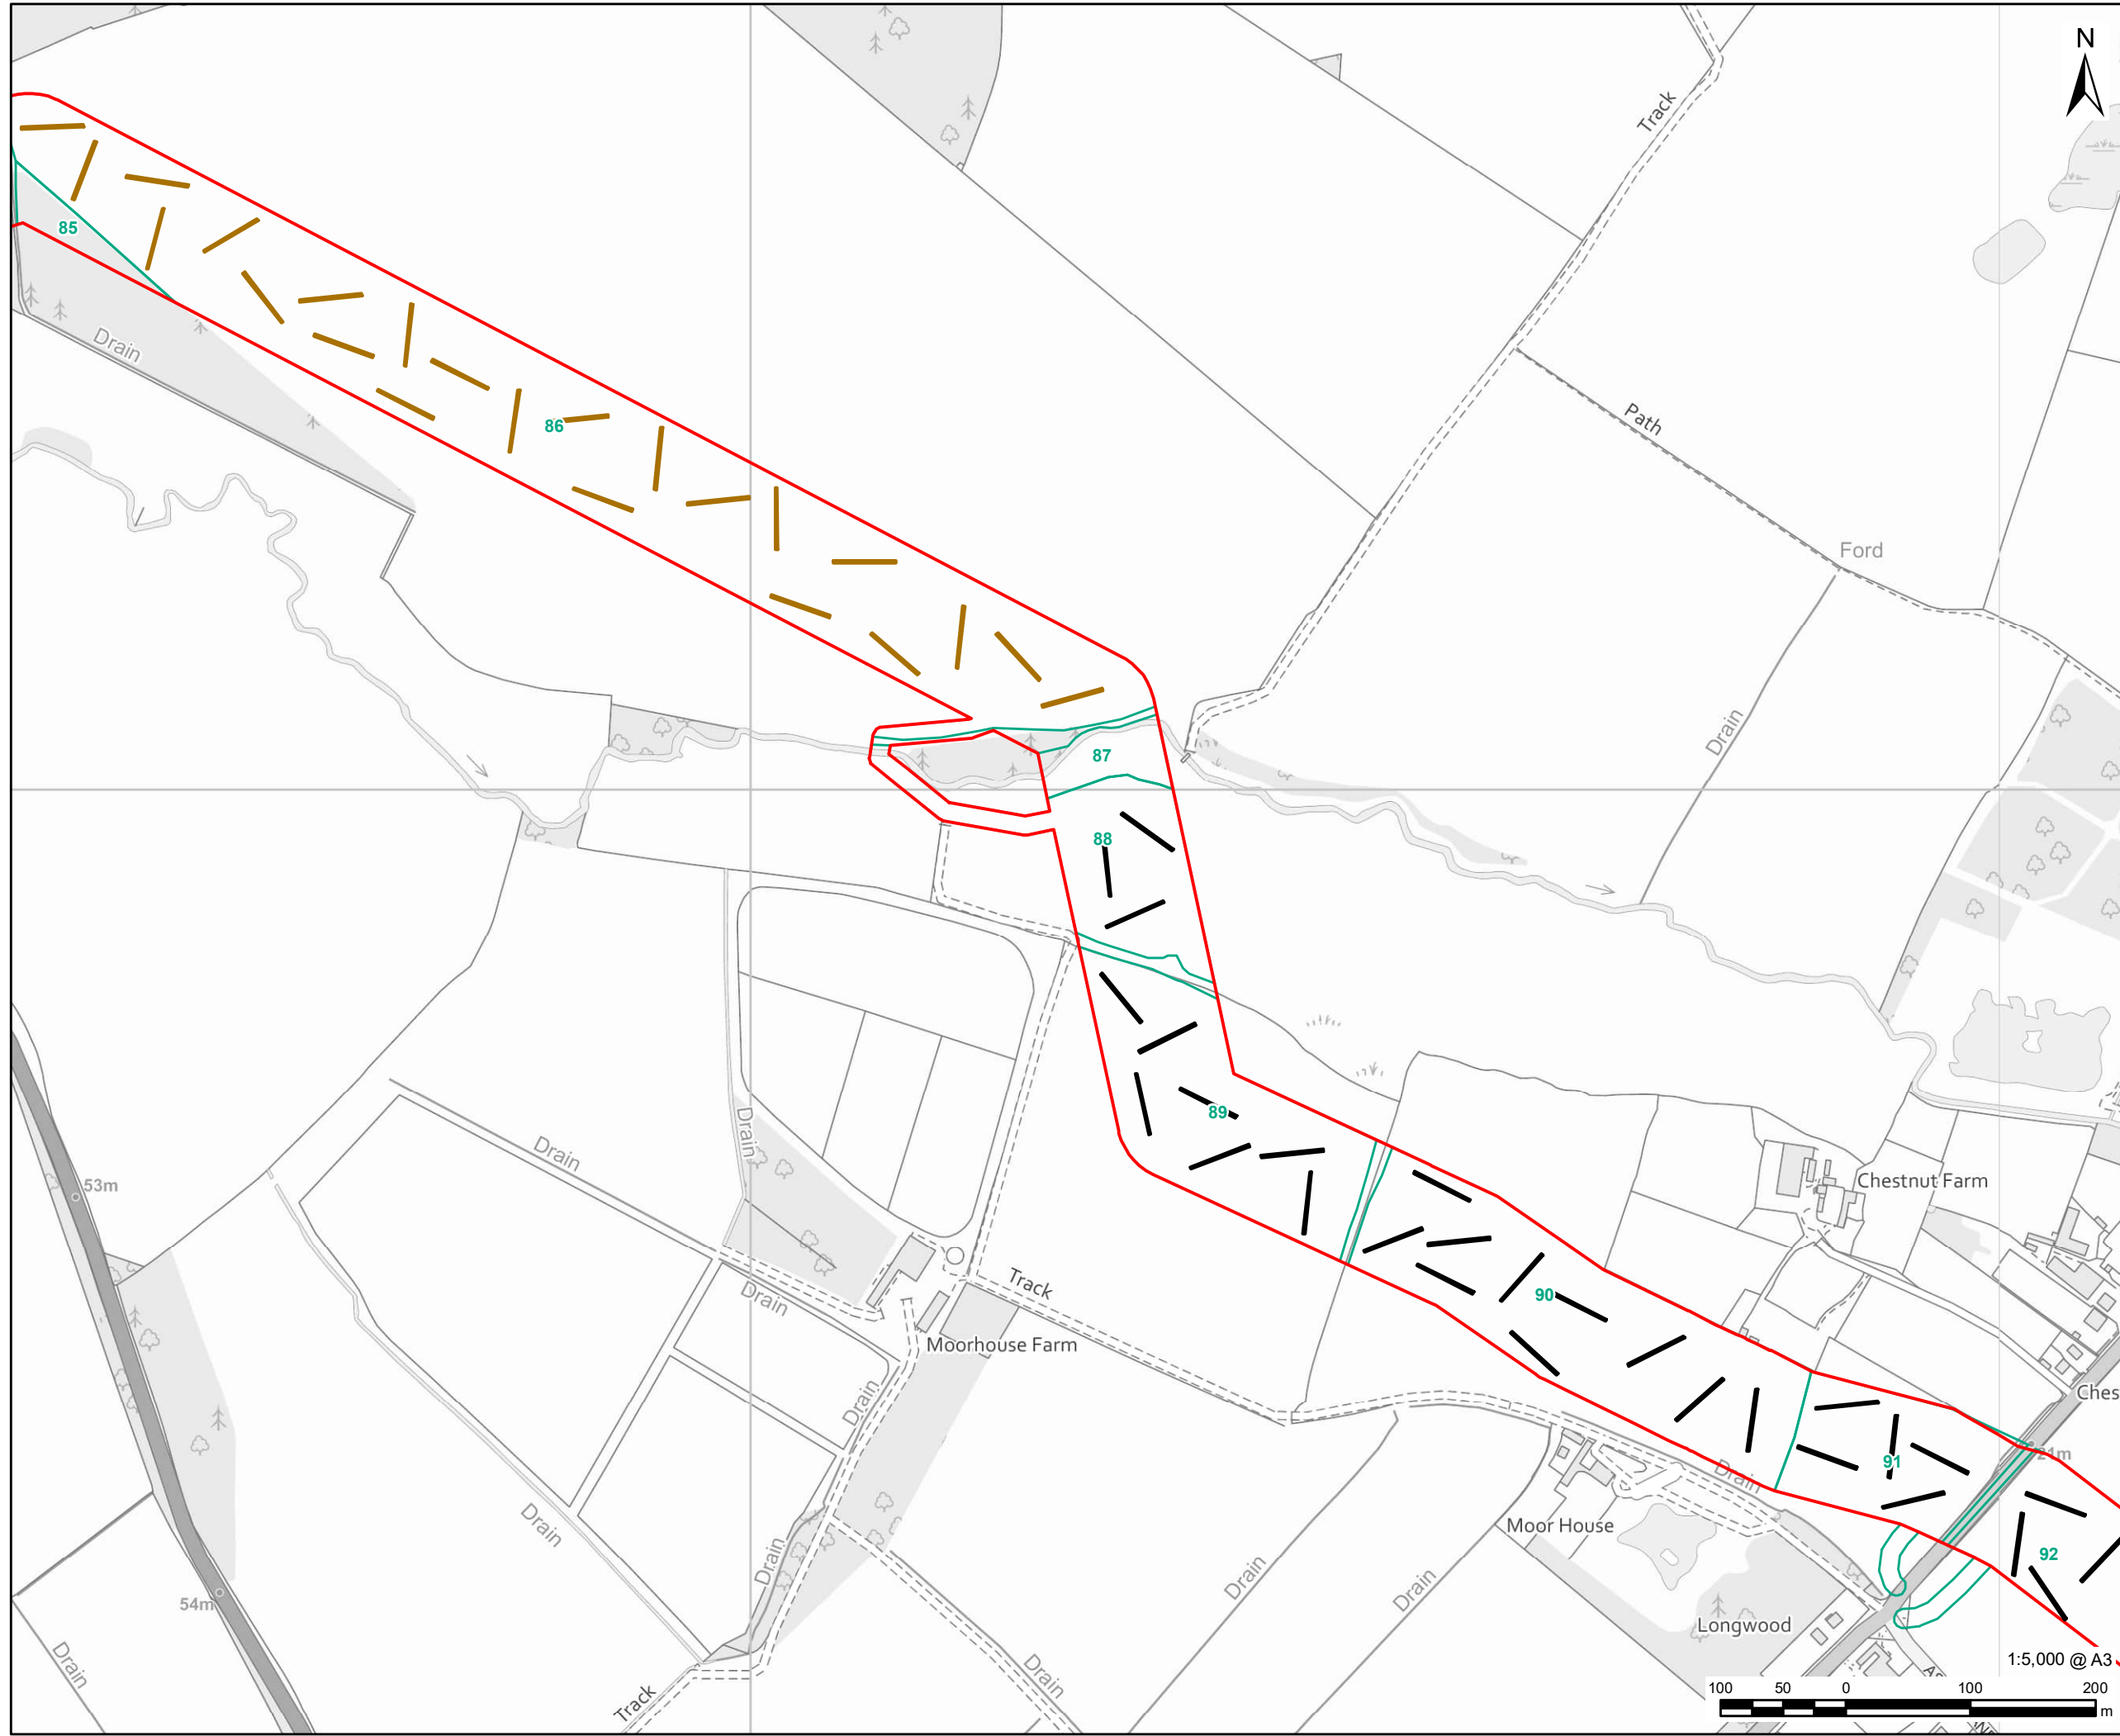 N
Track
85
Drain
86
Path
Ford
Drain
87
88
Drain
89
Drain
53m
Chestnut Farm
Track
Drain
90
Moorhouse Farm
Drain
Ches
21m
91
Drain
Drain
Moor House
92
Drain
Drain
Drain
54m
Longwood
Drain
Drain
1:5,000 @ A3
Track
100 50 0 100 200
m